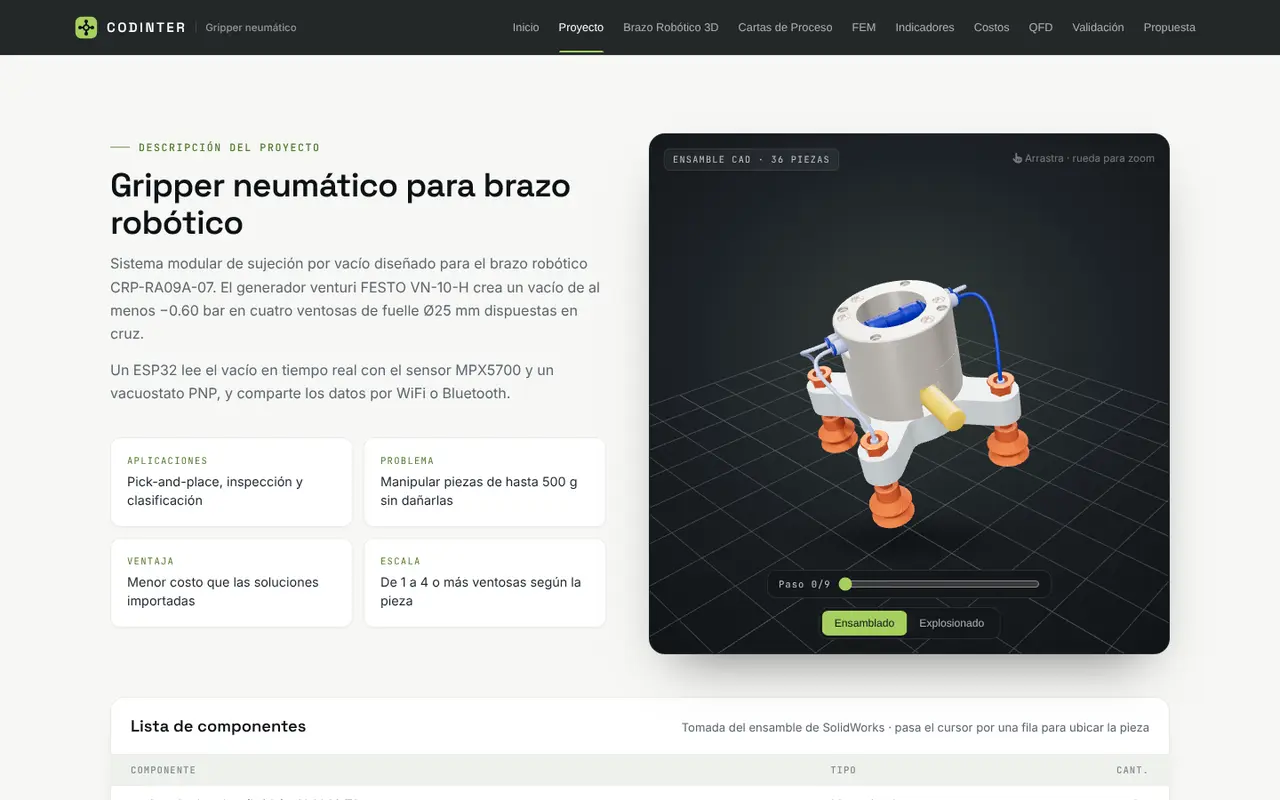 CODINTER
Gripper neumático
Inicio
Proyecto
Brazo Robótico 3D
Cartas de Proceso
FEM
Indicadores
Costos
QFD
Validación
Propuesta
DESCRIPCIÓN DEL PROYECTO
Gripper neumático para brazo
robótico
Sistema modular de sujeción por vacío diseñado para el brazo robótico
CRP-RA09A-07. El generador venturi FESTO VN-10-H crea un vacío de al
menos −0.60 bar en cuatro ventosas de fuelle Ø25 mm dispuestas en
cruz.
Un ESP32 lee el vacío en tiempo real con el sensor MPX5700 y un
vacuostato PNP, y comparte los datos por WiFi o Bluetooth.
APLICACIONES
Pick-and-place, inspección y
clasificación
PROBLEMA
Manipular piezas de hasta 500 g
sin dañarlas
VENTAJA
Menor costo que las soluciones
importadas
ESCALA
De 1 a 4 o más ventosas según la
pieza
ENSAMBLE CAD · 36 PIEZAS
Arrastra · rueda para zoom
Paso 0/9
Ensamblado
Explosionado
Lista de componentes
Tomada del ensamble de SolidWorks · pasa el cursor por una fila para ubicar la pieza
COMPONENTE
TIPO
CANT.